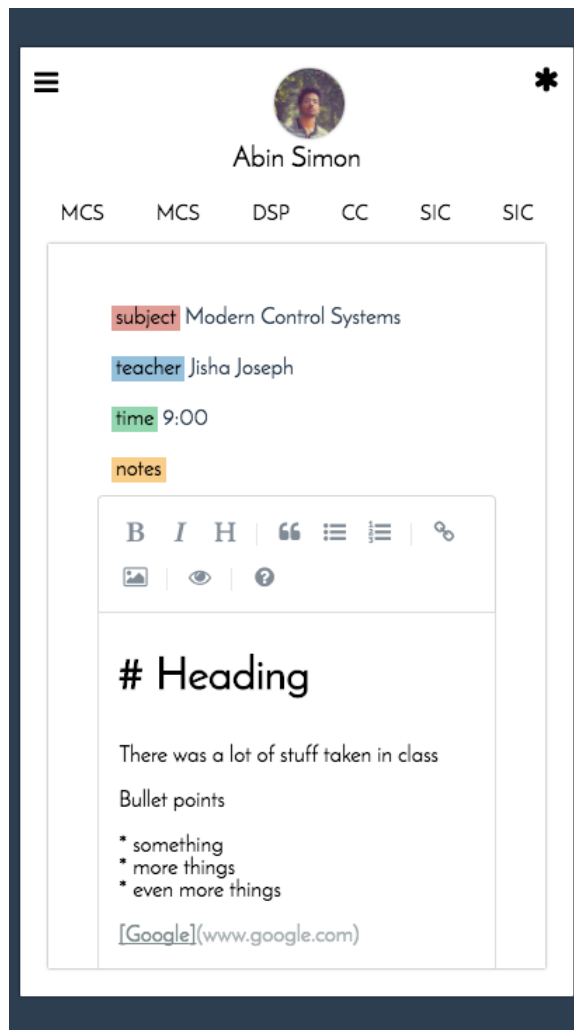 Abin Simon
MCS MCS DSP CC SIC SIC
subject Modern Control Systems
teacher Jisha Joseph
time 9:00
notes
B I H
# Heading
There was a lot of stuff taken in class
Bullet points
* something
* more things
* even more things
[Google](www.google.com)